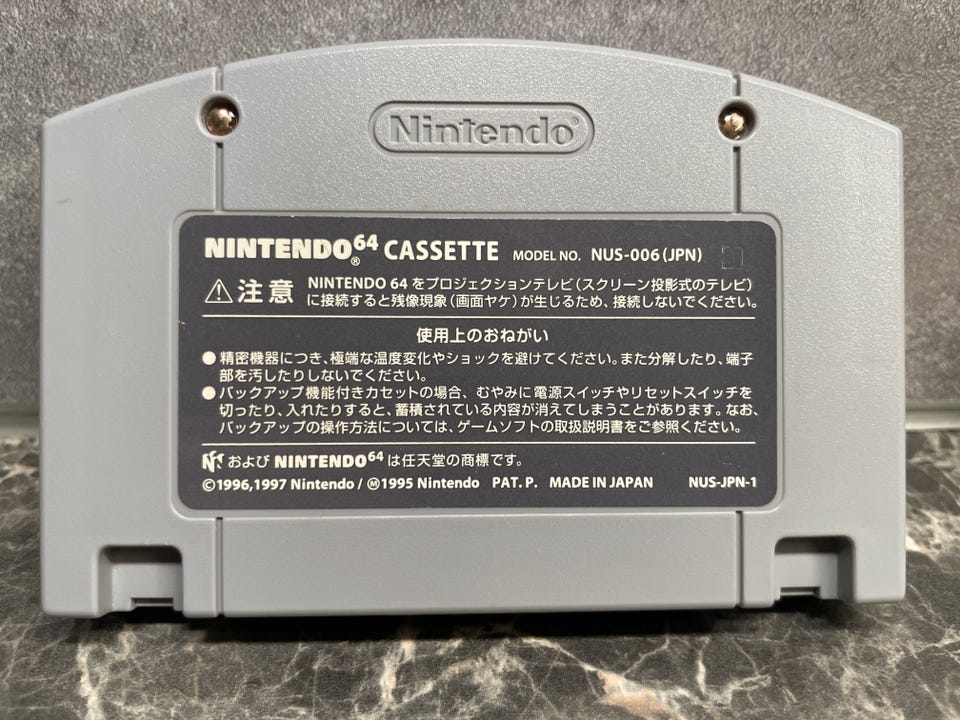 Nintendo®
NINTENDO®64 CASSETTE MODEL NO. NUS-006(JPN)
注意 NINTENDO 64 をプロジェクションテレビ(スクリーン投影式のテレビ)
に接続すると残像現象(画面ヤケ)が生じるため、接続しないでください。
使用上のおねがい
●精密機器につき、極端な温度変化やショックを避けてください。また分解したり、端子
部を汚したりしないでください。
●バックアップ機能付きカセットの場合、むやみに電源スイッチやリセットスイッチを
切ったり、入れたりすると、蓄積されている内容が消えてしまうことがあります。なお、
バックアップの操作方法については、ゲームソフトの取扱説明書をご参照ください。
および NINTENDO64 は任天堂の商標です。
©1996,1997 Nintendo/Ⓜ1995 Nintendo PAT.P. MADE IN JAPAN NUS-JPN-1